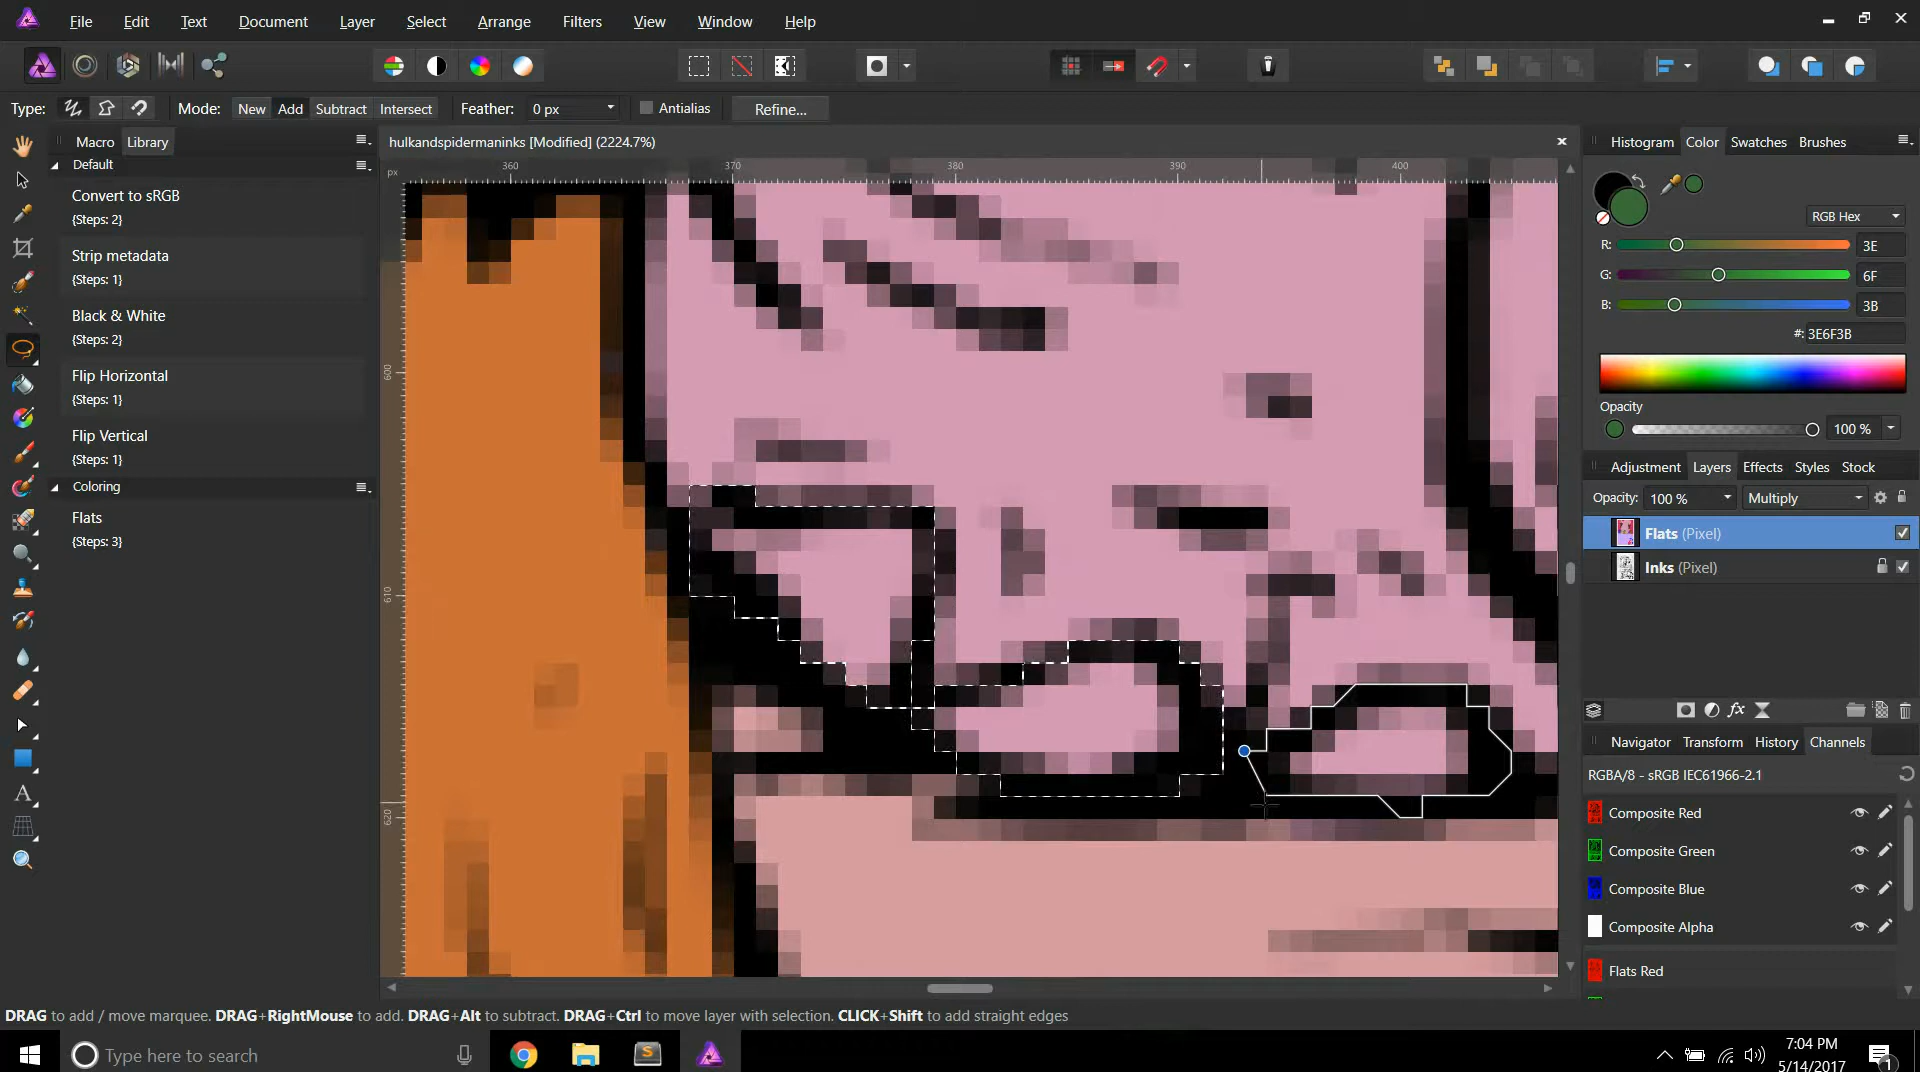 File Edit Text Document Layer Select Arrange Filters View Window Help
Type: Mode: New Add Subtract Intersect Feather: 0 px Antialias Refine...
Macro Library
Default
Convert to sRGB
{Steps: 2}
Strip metadata
{Steps: 1}
Black & White
{Steps: 2}
Flip Horizontal
{Steps: 1}
Flip Vertical
{Steps: 1}
Coloring
Flats
{Steps: 3}
hulkandspidermaninks [Modified] (2224.7%)
px 360 370 380 390 400
600
610
620
Histogram Color Swatches Brushes
RGB Hex
R: 3E
G: 6F
B: 3B
#: 3E6F3B
Opacity
100 %
Adjustment Layers Effects Styles Stock
Opacity: 100 % Multiply
Flats (Pixel)
Inks (Pixel)
Navigator Transform History Channels
RGBA/8 - sRGB IEC61966-2.1
Composite Red
Composite Green
Composite Blue
Composite Alpha
Flats Red
DRAG to add / move marquee. DRAG+RightMouse to add. DRAG+Alt to subtract. DRAG+Ctrl to move layer with selection. CLICK+Shift to add straight edges
Type here to search
7:04 PM
5/14/2017
1